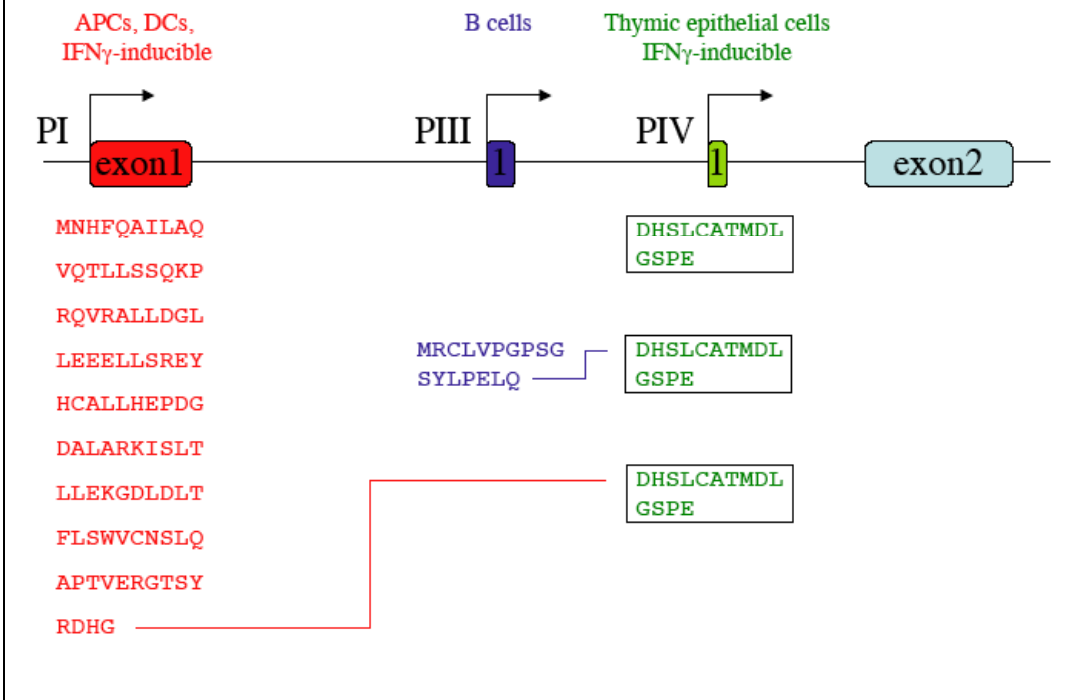 APCs, DCs,
IFNγ-inducible
B cells
Thymic epithelial cells
IFNγ-inducible
PI
PIII
PIV
exon1
1
1
exon2
MNHFQAILAQ
VQTLLSSQKP
RQVRALLDGL
LEEELLSREY
HCALLHEPDG
DALARKISLT
LLEKGDLDLT
FLSWVCNSLQ
APTVERGTSY
RDHG
MRCLVPGPSG
SYLPELQ
DHSLCATMDL
GSPE
DHSLCATMDL
GSPE
DHSLCATMDL
GSPE